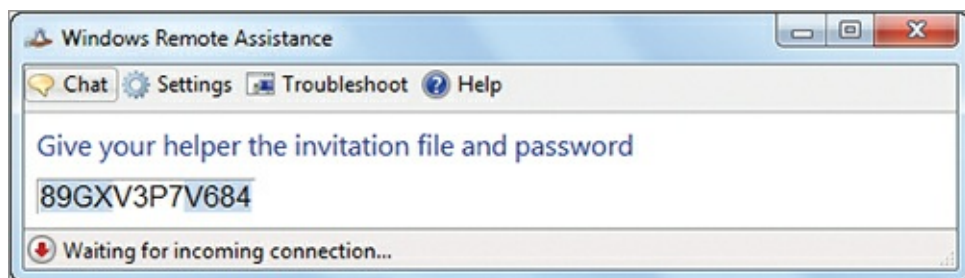 Windows Remote Assistance
Chat Settings Troubleshoot Help
Give your helper the invitation file and password
89GXV3P7V684
Waiting for incoming connection...